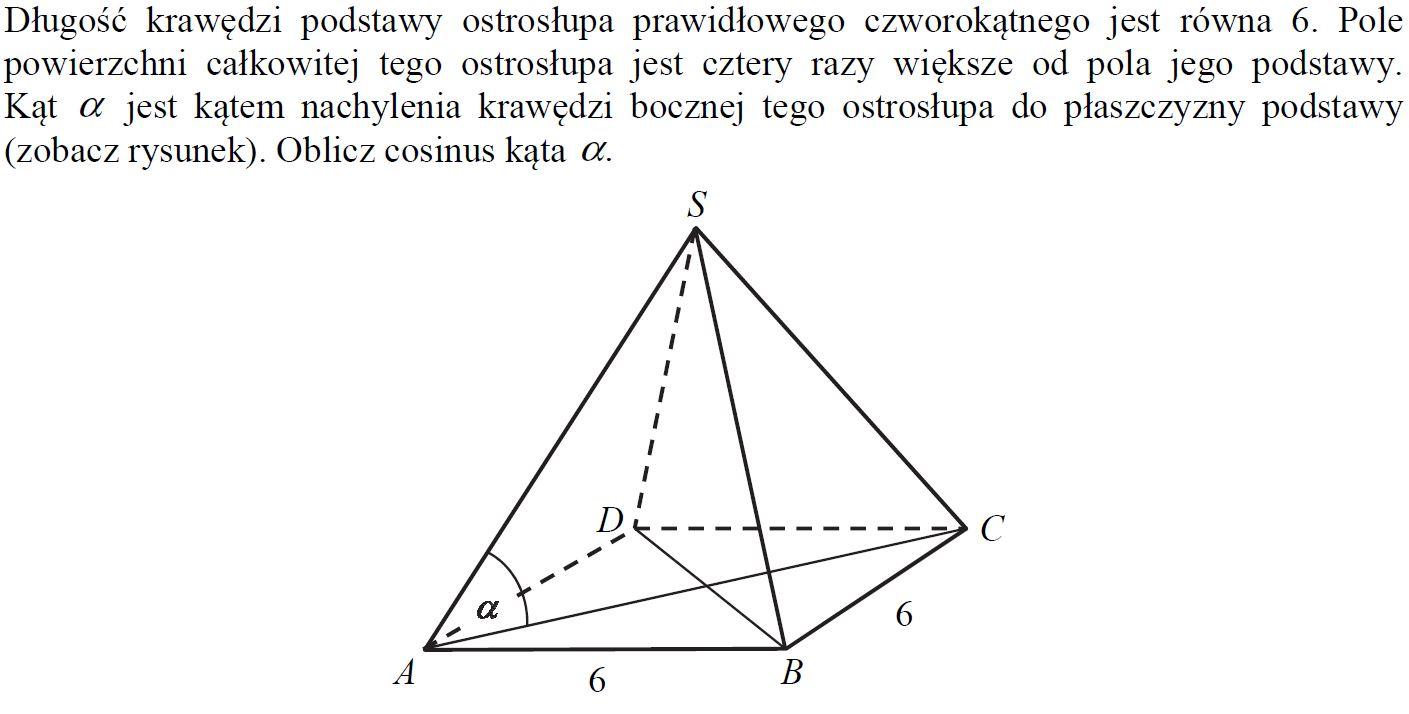 Długość krawędzi podstawy ostrosłupa prawidłowego czworokątnego jest równa 6. Pole
powierzchni całkowitej tego ostrosłupa jest cztery razy większe od pola jego podstawy.
Kąt α jest kątem nachylenia krawędzi bocznej tego ostrosłupa do płaszczyzny podstawy
(zobacz rysunek). Oblicz cosinus kąta α.
S
D
C
α
6
A
B
6